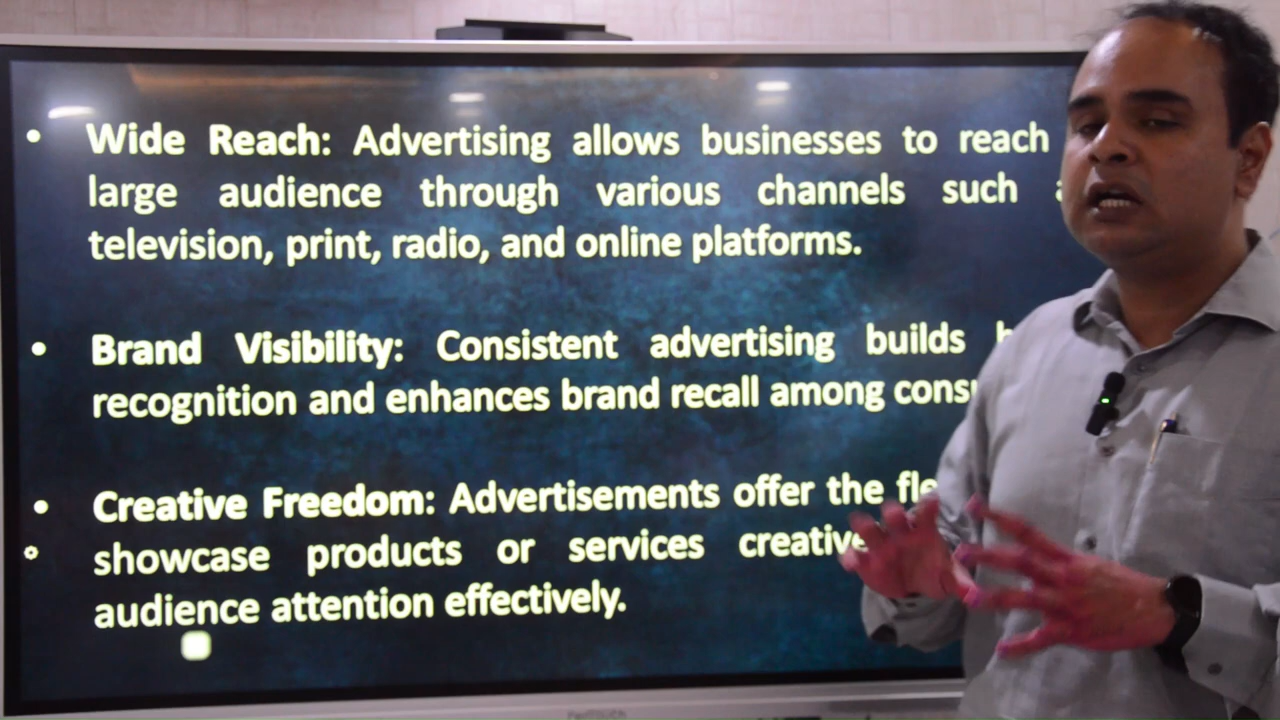 • Wide Reach: Advertising allows businesses to reach
large audience through various channels such
television, print, radio, and online platforms.
• Brand Visibility: Consistent advertising builds
recognition and enhances brand recall among
• Creative Freedom: Advertisements offer the
showcase products or services
audience attention effectively.